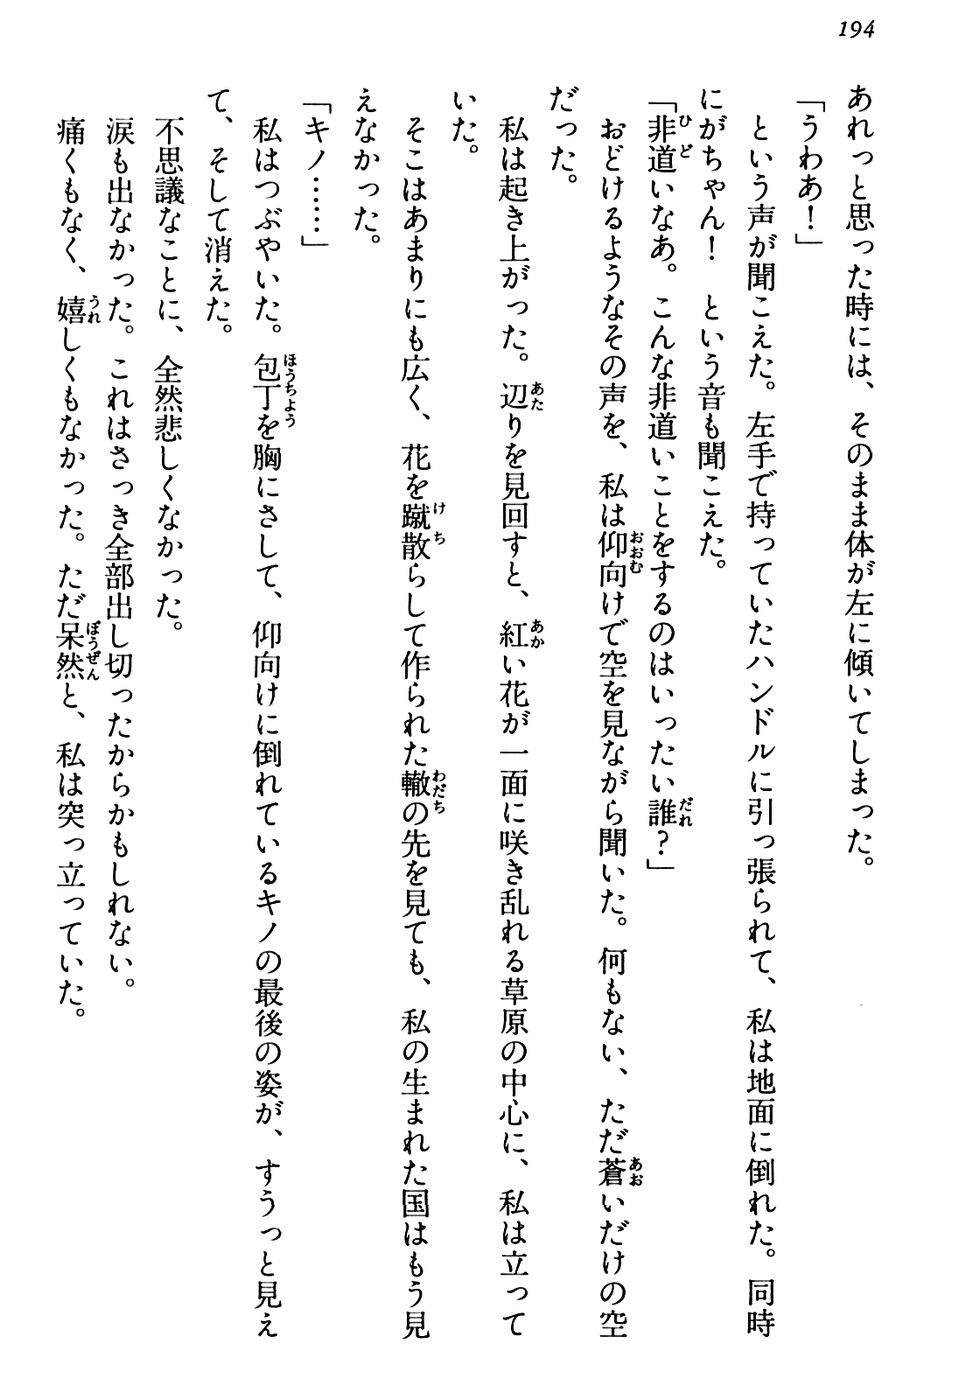 194
あれっと思った時には、そのまま体が左に傾いてしまった。
「うわあ！」
という声が聞こえた。左手で持っていたハンドルに引っ張られて、私は地面に倒れた。同時
にがちゃん！　という音も聞こえた。
「非道いなあ。こんな非道いことをするのはいったい誰？」
おどけるようなその声を、私は仰向けで空を見ながら聞いた。何もない、ただ蒼いだけの空
だった。
私は起き上がった。辺りを見回すと、紅い花が一面に咲き乱れる草原の中心に、私は立って
いた。
そこはあまりにも広く、花を蹴散らして作られた轍の先を見ても、私の生まれた国はもう見
えなかった。
「キノ……」
私はつぶやいた。包丁を胸にさして、仰向けに倒れているキノの最後の姿が、すうっと見え
て、そして消えた。
不思議なことに、全然悲しくなかった。
涙も出なかった。これはさっき全部出し切ったからかもしれない。
痛くもなく、嬉しくもなかった。ただ呆然と、私は突っ立っていた。